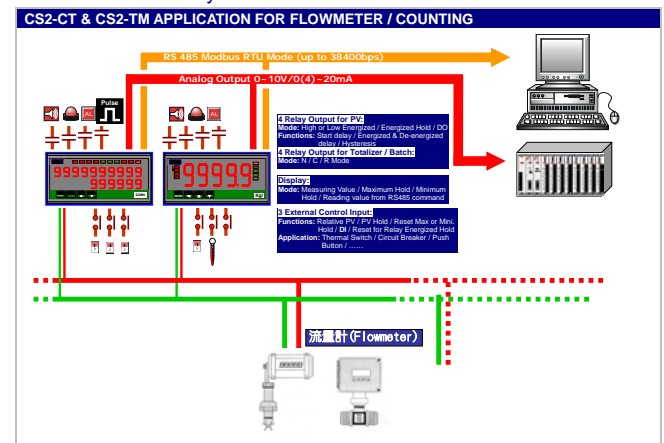 CS2-CT & CS2-TM APPLICATION FOR FLOWMETER / COUNTING
RS 485 Modbus RTU Mode (up to 38400bps)
Analog Output 0~10V/0(4)~20mA
Pulse
AL
AL
4 Relay Output for PV:
Mode: High or Low Energized / Energized Hold / DO
Functions: Start delay / Energized & De-energized
delay / Hysteresis
4 Relay Output for Totalizer / Batch:
Mode: N / C / R Mode
Display:
Mode: Measuring Value / Maximum Hold / Minimum
Hold / Reading value from RS485 command
3 External Control Input:
Functions: Relative PV / PV Hold / Reset Max or Mini.
Hold / DI / Reset for Relay Energized Hold
Application: Thermal Switch / Circuit Breaker / Push
Button / ......
99999999
999999
9999.9
流量計(Flowmeter)